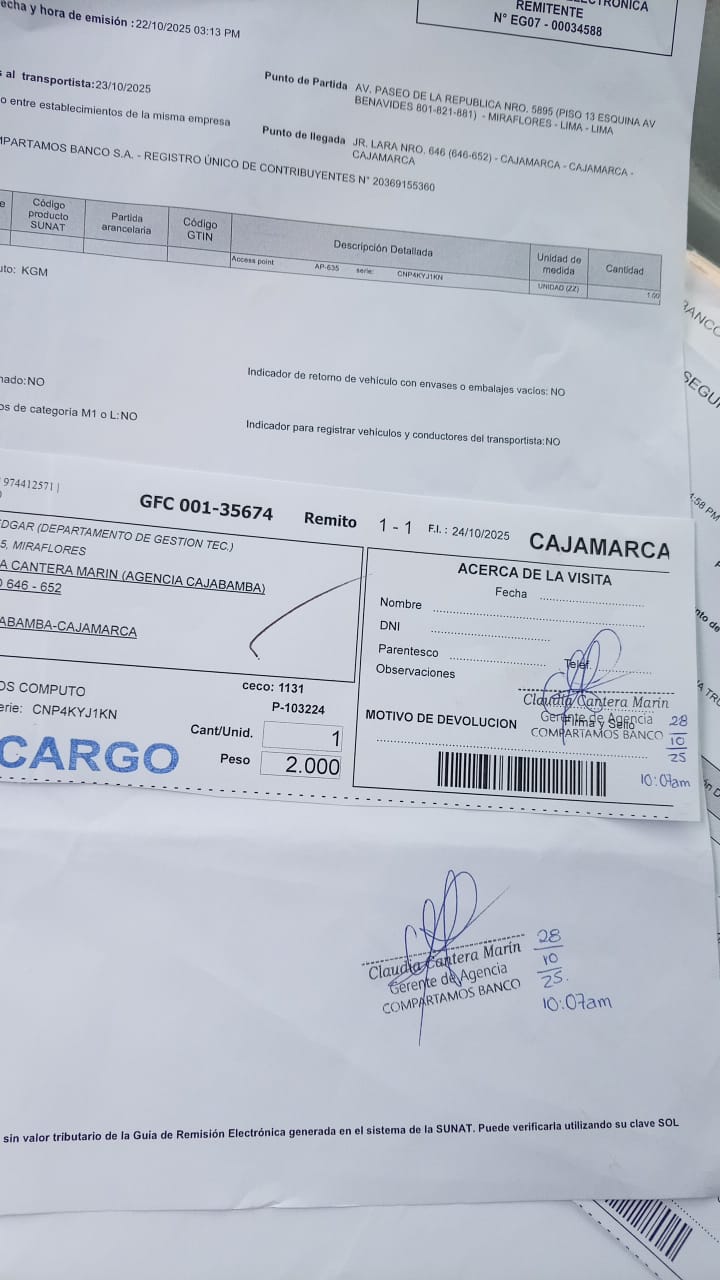 echa y hora de emisión :22/10/2025 03:13 PM
REMITENTE
N° EG07 - 00034588
al transportista:23/10/2025
Punto de Partida AV. PASEO DE LA REPUBLICA NRO. 5895 (PISO 13 ESQUINA AV
BENAVIDES 801-821-881) - MIRAFLORES - LIMA - LIMA
o entre establecimientos de la misma empresa
Punto de llegada JR. LARA NRO. 646 (646-652) - CAJAMARCA - CAJAMARCA -
CAJAMARCA
MPARTAMOS BANCO S.A. - REGISTRO ÚNICO DE CONTRIBUYENTES N° 20369155360
Código producto SUNAT
Partida arancelaria
Código GTIN
Descripción Detallada
Unidad de medida
Cantidad
Access point AP-635 serie: CNP4KYJ1KN
UNIDAD (ZZ)
1.00
uto: KGM
Indicador de retorno de vehículo con envases o embalajes vacíos: NO
nado:NO
os de categoría M1 o L:NO
Indicador para registrar vehículos y conductores del transportista:NO
974412571 |
GFC 001-35674 Remito 1 - 1 F.I. : 24/10/2025 CAJAMARCA
DGAR (DEPARTAMENTO DE GESTION TEC.)
5, MIRAFLORES
A CANTERA MARIN (AGENCIA CAJABAMBA)
646 - 652
ABAMBA-CAJAMARCA
ACERCA DE LA VISITA
Fecha
Nombre
DNI
Parentesco
Teléf.
Observaciones
Claudia Cantera Marin
Gerente de Agencia
Firma y Sello
COMPARTAMOS BANCO
28
10
25
10:07am
MOTIVO DE DEVOLUCION
OS COMPUTO
erie: CNP4KYJ1KN
ceco: 1131
P-103224
Cant/Unid. 1
Peso 2.000
CARGO
Claudia Cantera Marin
Gerente de Agencia
COMPARTAMOS BANCO
28
10
25.
10:07am
sin valor tributario de la Guía de Remisión Electrónica generada en el sistema de la SUNAT. Puede verificarla utilizando su clave SOL
BANCO
SEGU
1:58 PM